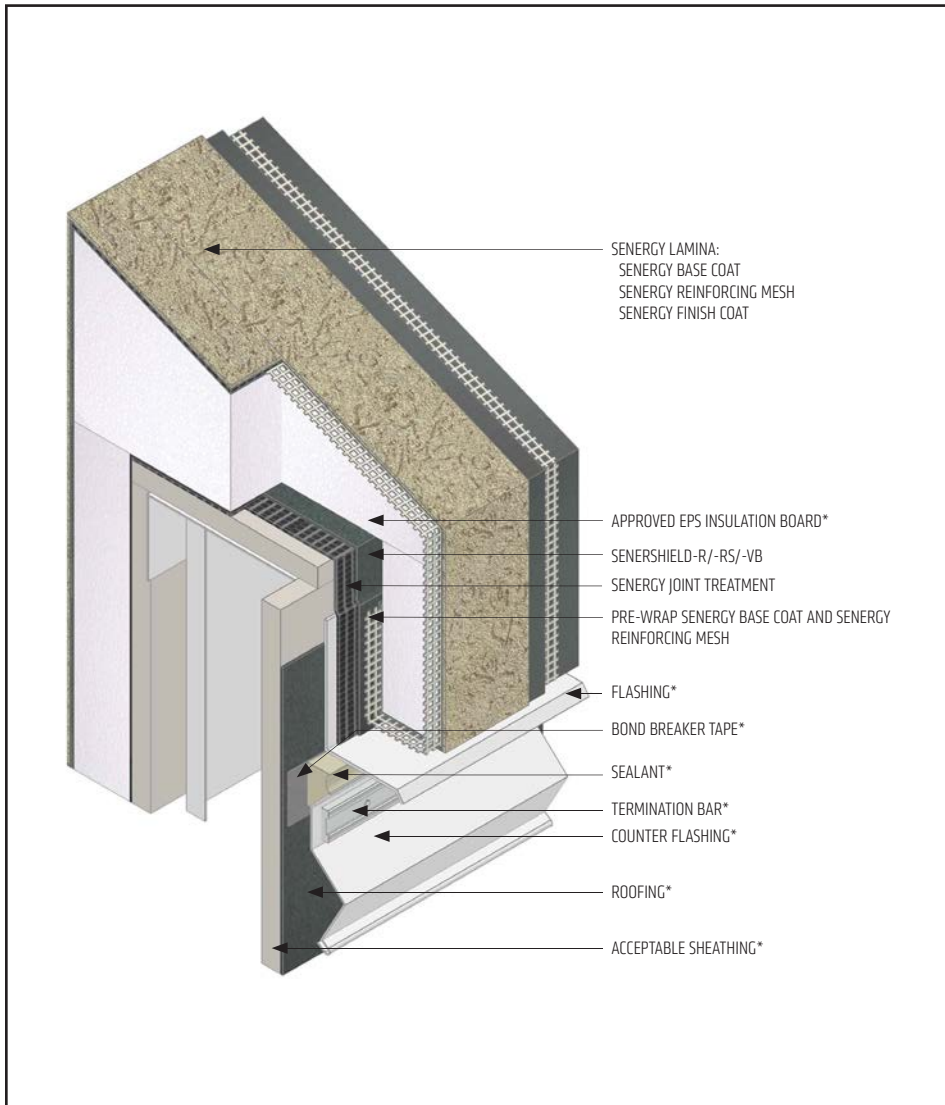 SENERGY LAMINA:
SENERGY BASE COAT
SENERGY REINFORCING MESH
SENERGY FINISH COAT
APPROVED EPS INSULATION BOARD*
SENERSHIELD-R/-RS/-VB
SENERGY JOINT TREATMENT
PRE-WRAP SENERGY BASE COAT AND SENERGY
REINFORCING MESH
FLASHING*
BOND BREAKER TAPE*
SEALANT*
TERMINATION BAR*
COUNTER FLASHING*
ROOFING*
ACCEPTABLE SHEATHING*